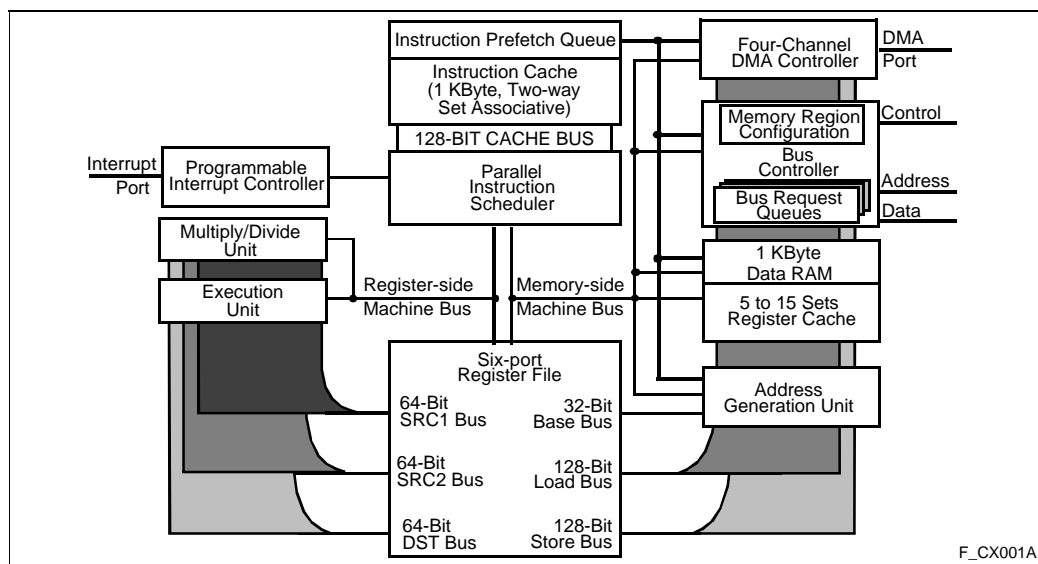 Instruction Prefetch Queue
Instruction Cache
(1 KByte, Two-way
Set Associative)
128-BIT CACHE BUS
Parallel
Instruction
Scheduler
Interrupt
Port
Programmable
Interrupt Controller
Multiply/Divide
Unit
Execution
Unit
Register-side
Machine Bus
Memory-side
Machine Bus
Four-Channel
DMA Controller
DMA
Port
Memory Region
Configuration
Bus
Controller
Bus Request
Queues
Control
Address
Data
1 KByte
Data RAM
5 to 15 Sets
Register Cache
Address
Generation Unit
Six-port
Register File
64-Bit
SRC1 Bus
32-Bit
Base Bus
64-Bit
SRC2 Bus
128-Bit
Load Bus
64-Bit
DST Bus
128-Bit
Store Bus
F_CX001A